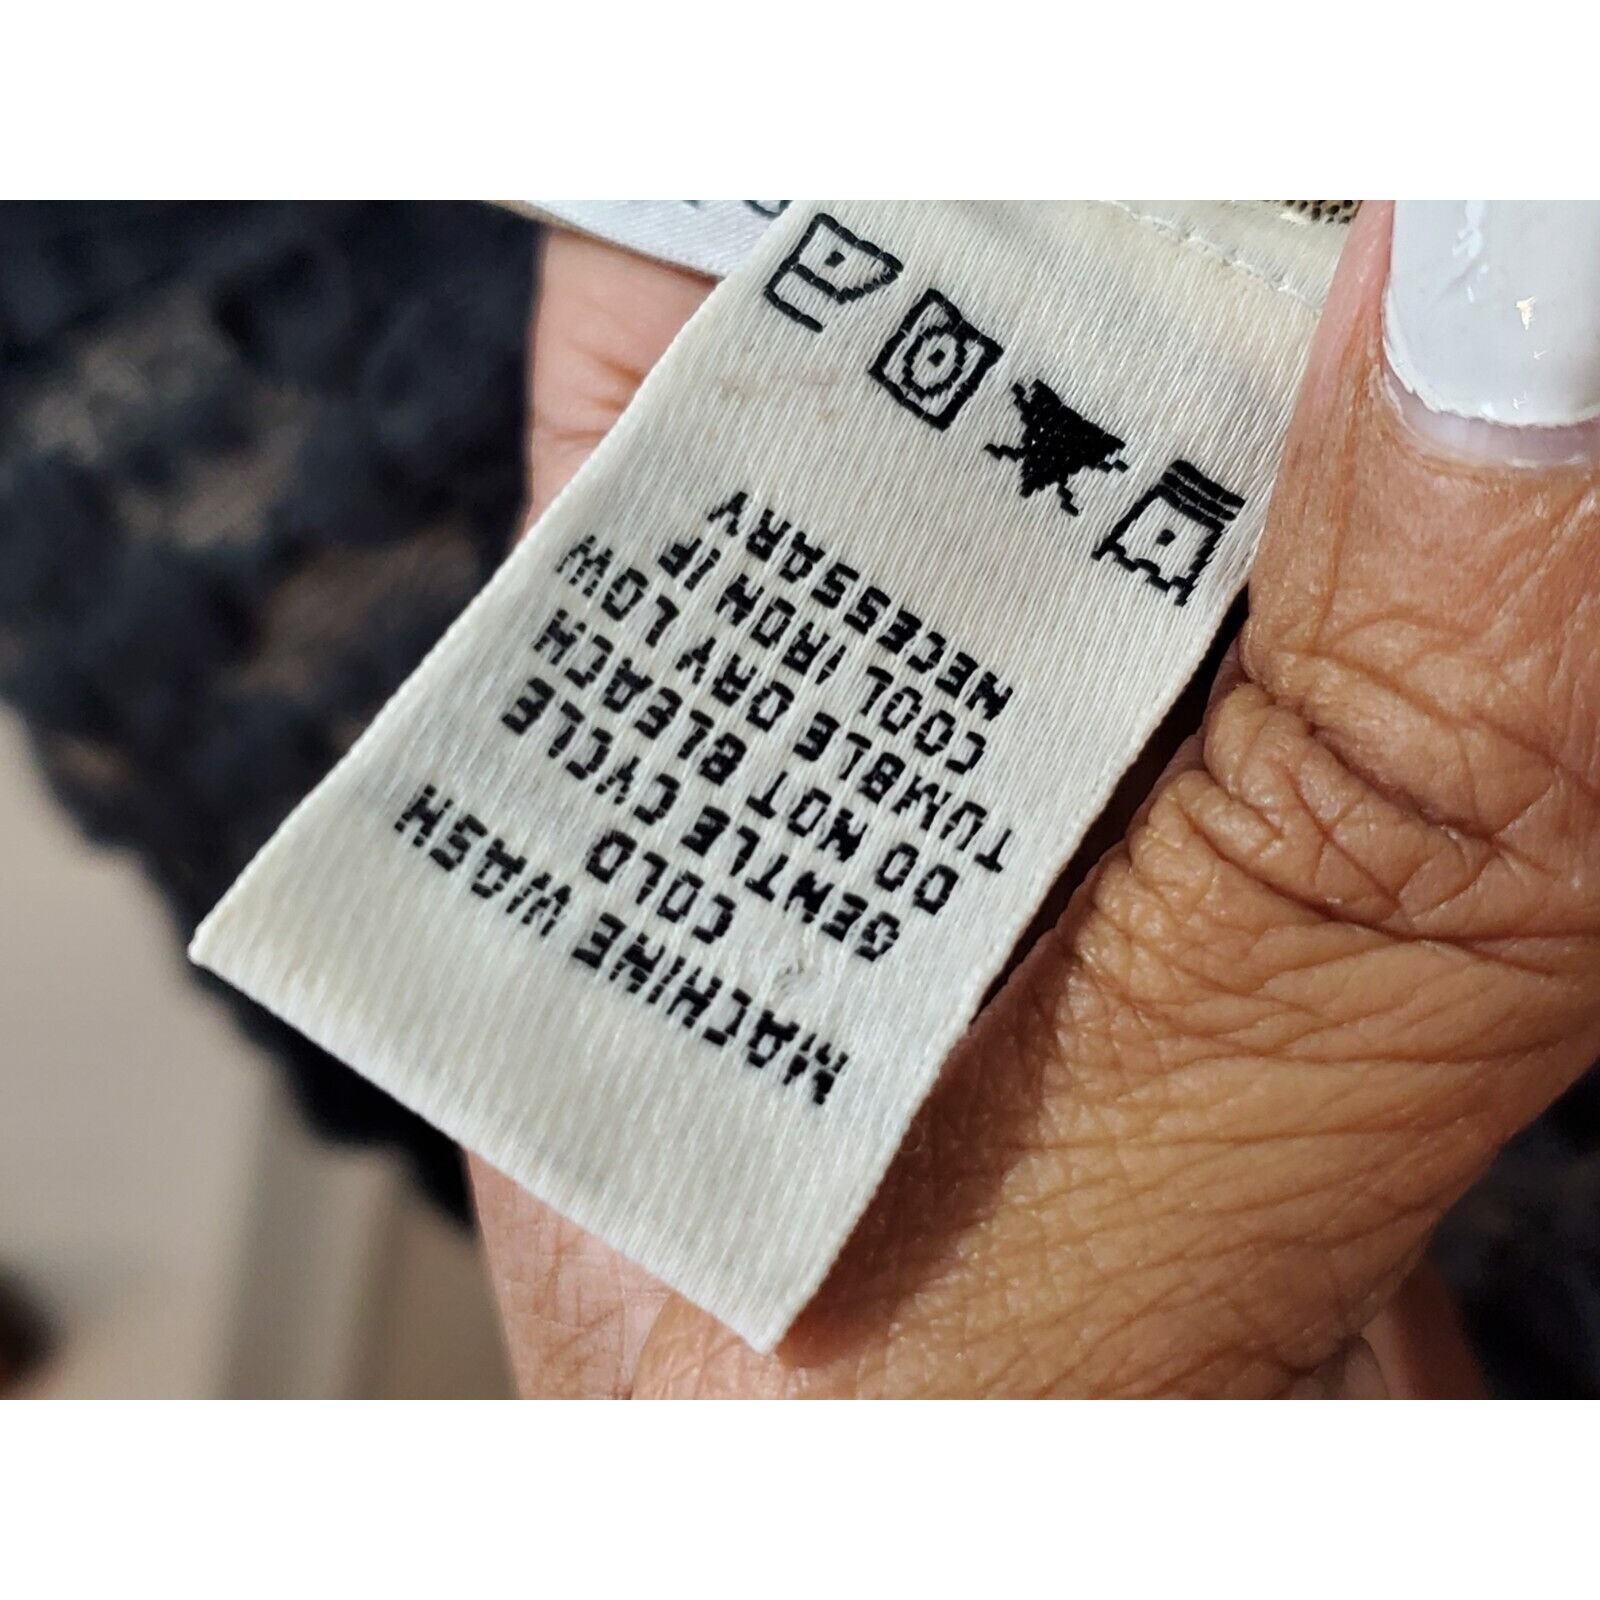 MACHINE WASH
COLD
GENTLE CYCLE
DO NOT BLEACH
TUMBLE DRY LOW
COOL IRON IF
NECESSARY